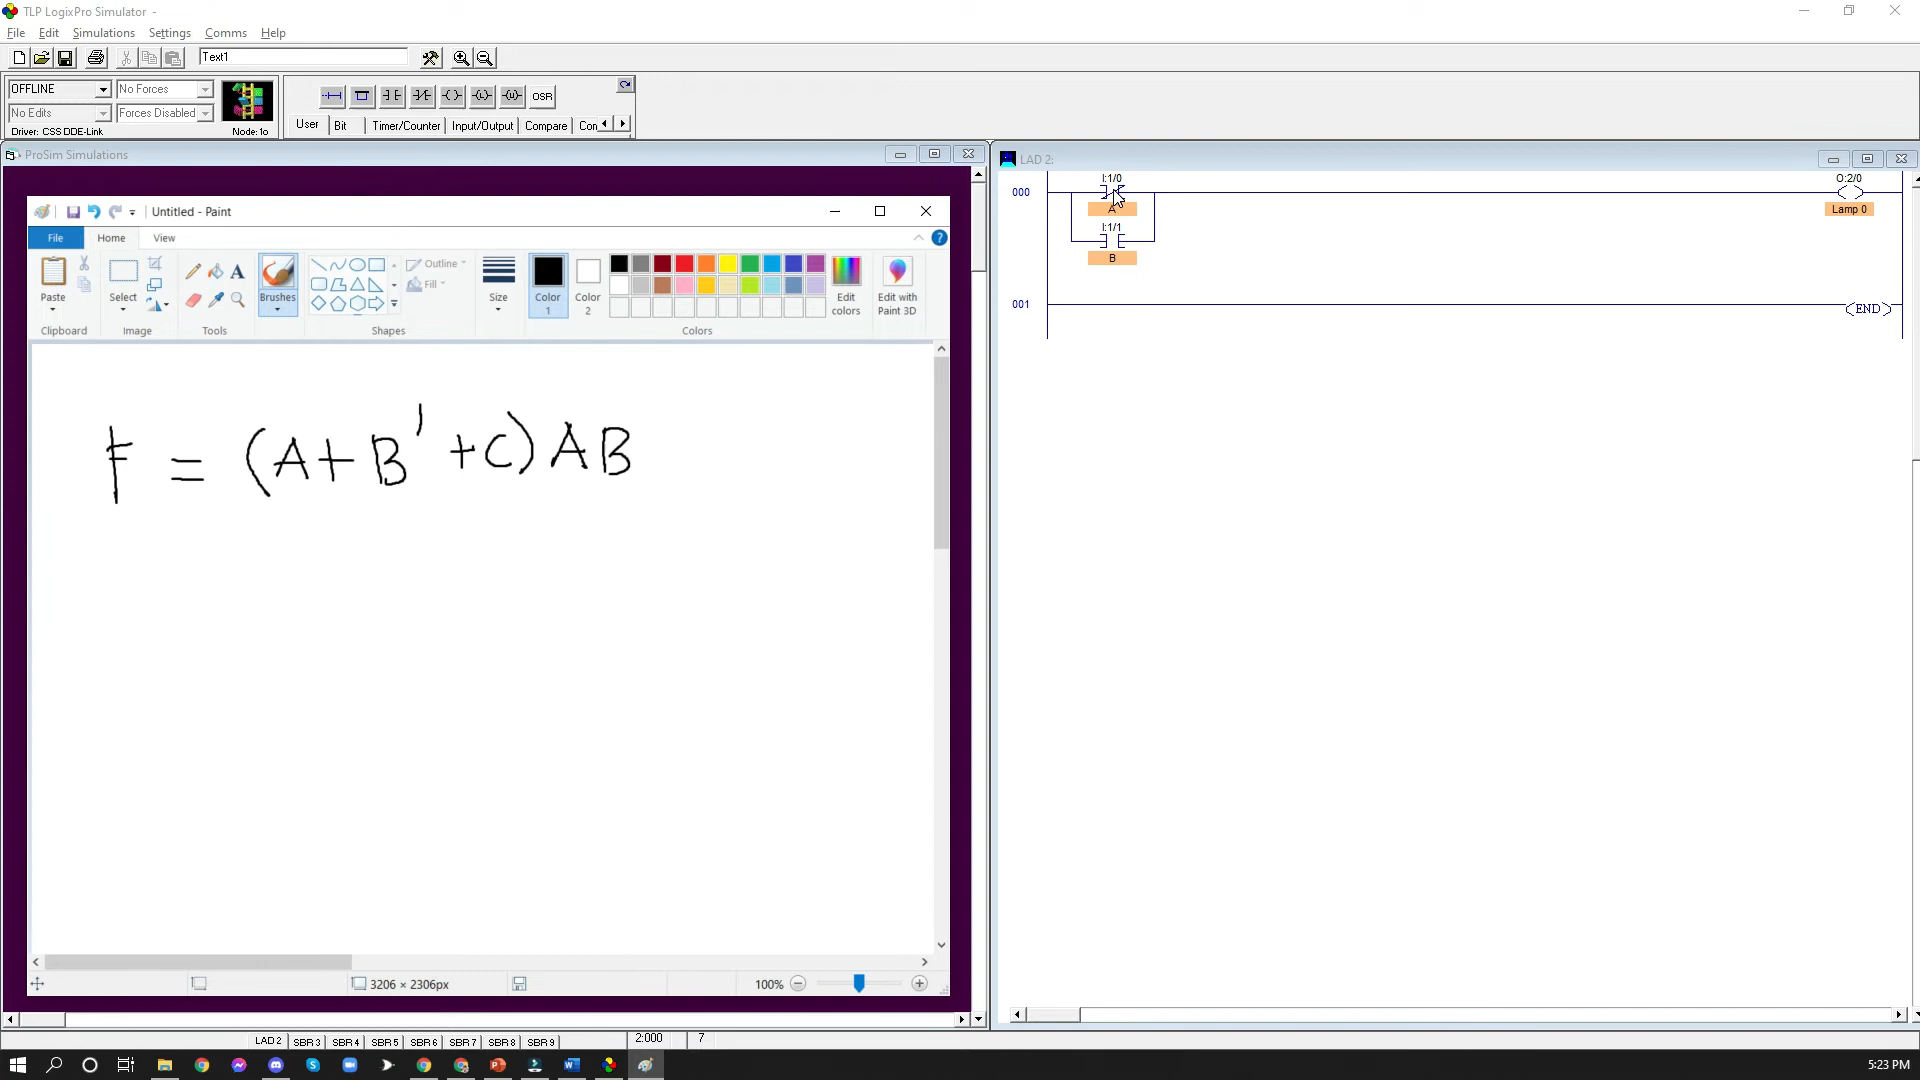 TLP LogixPro Simulator -
File Edit Simulations Settings Comms Help
Text1
OFFLINE No Forces
No Edits Forces Disabled
Driver: CSS DDE-Link Node: 1o
OSR
User Bit Timer/Counter Input/Output Compare Con
ProSim Simulations
Untitled - Paint
File Home View
Paste Select Brushes Outline Fill Size Color 1 Color 2 Edit colors Edit with Paint 3D
Clipboard Image Tools Shapes Colors
F = (A+B' +C) AB
3206 × 2306px 100%
LAD 2:
000 I:1/0 O:2/0
A Lamp 0
I:1/1
B
001 END
LAD 2 SBR 3 SBR 4 SBR 5 SBR 6 SBR 7 SBR 8 SBR 9 2:000 7
5:23 PM